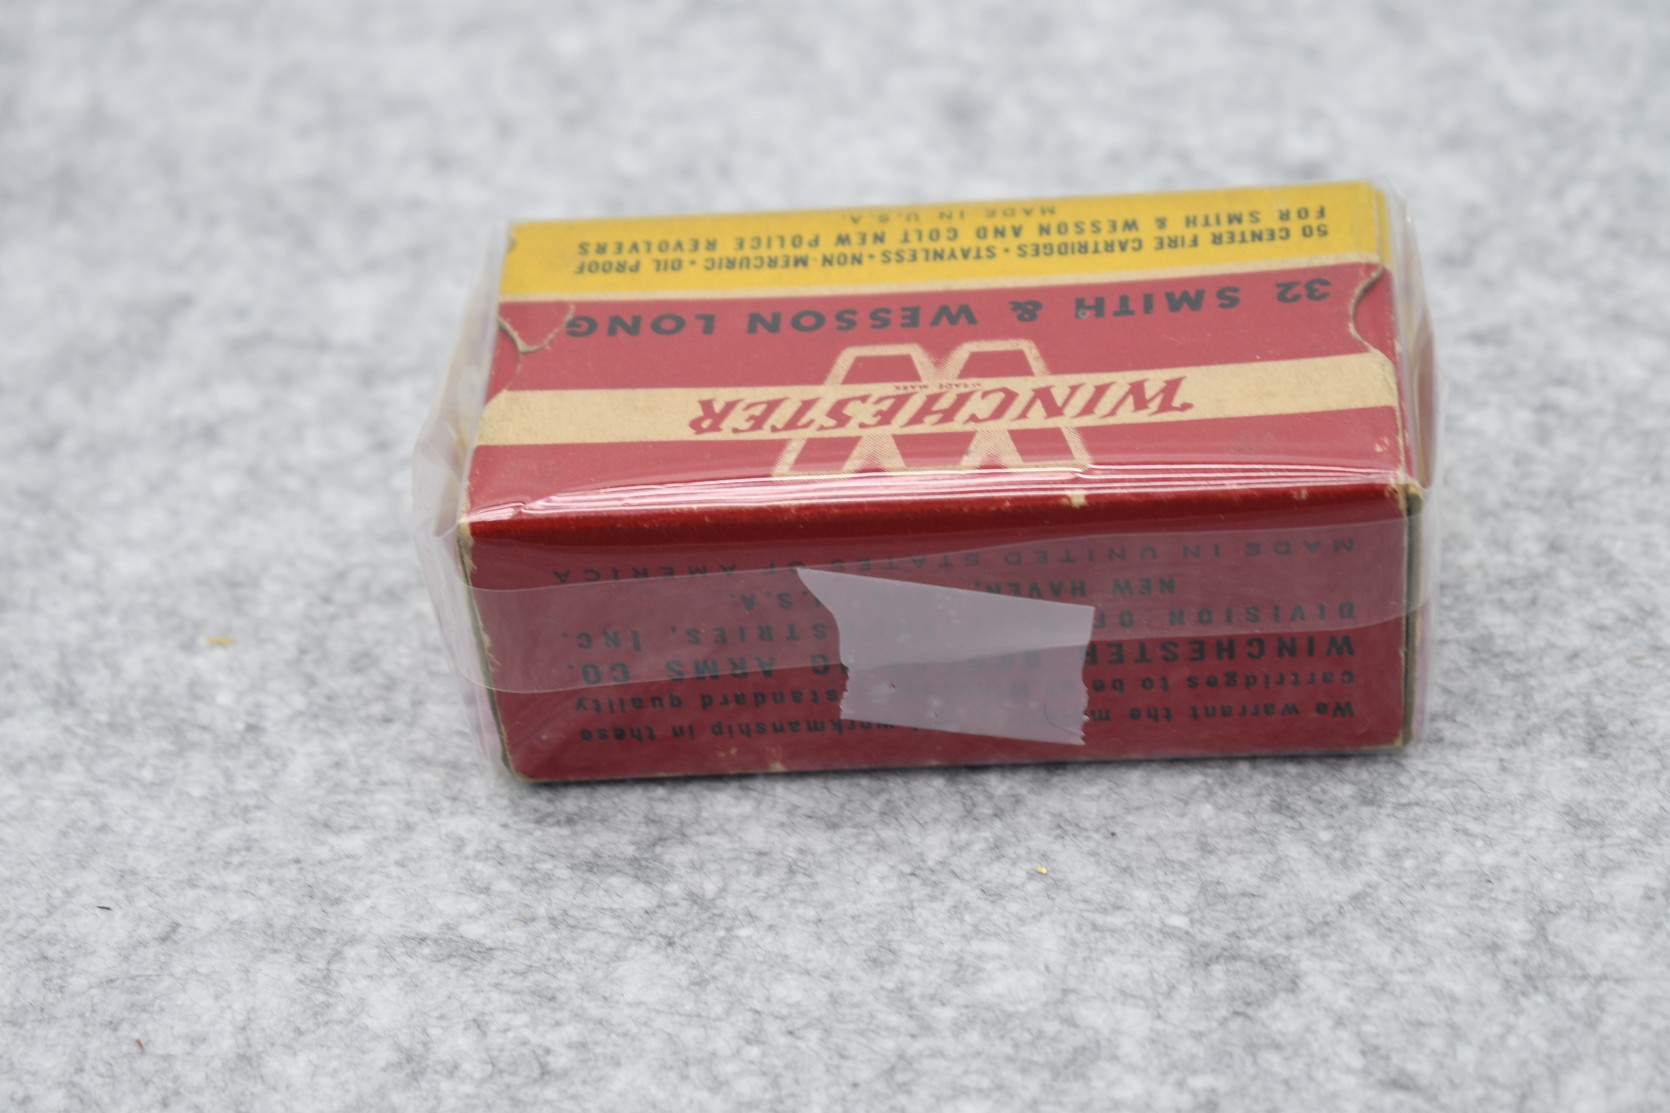 We warrant the workmanship in these
cartridges to be standard quality
WINCHESTER ARMS CO.
DIVISION OF INC.
NEW HAVEN, U.S.A.
MADE IN UNITED STATES OF AMERICA
WINCHESTER
TRADE MARK
32 SMITH & WESSON LONG
50 CENTER FIRE CARTRIDGES • STAYNLESS • NON-MERCURIC • OIL PROOF
FOR SMITH & WESSON AND COLT NEW POLICE REVOLVERS
MADE IN U.S.A.